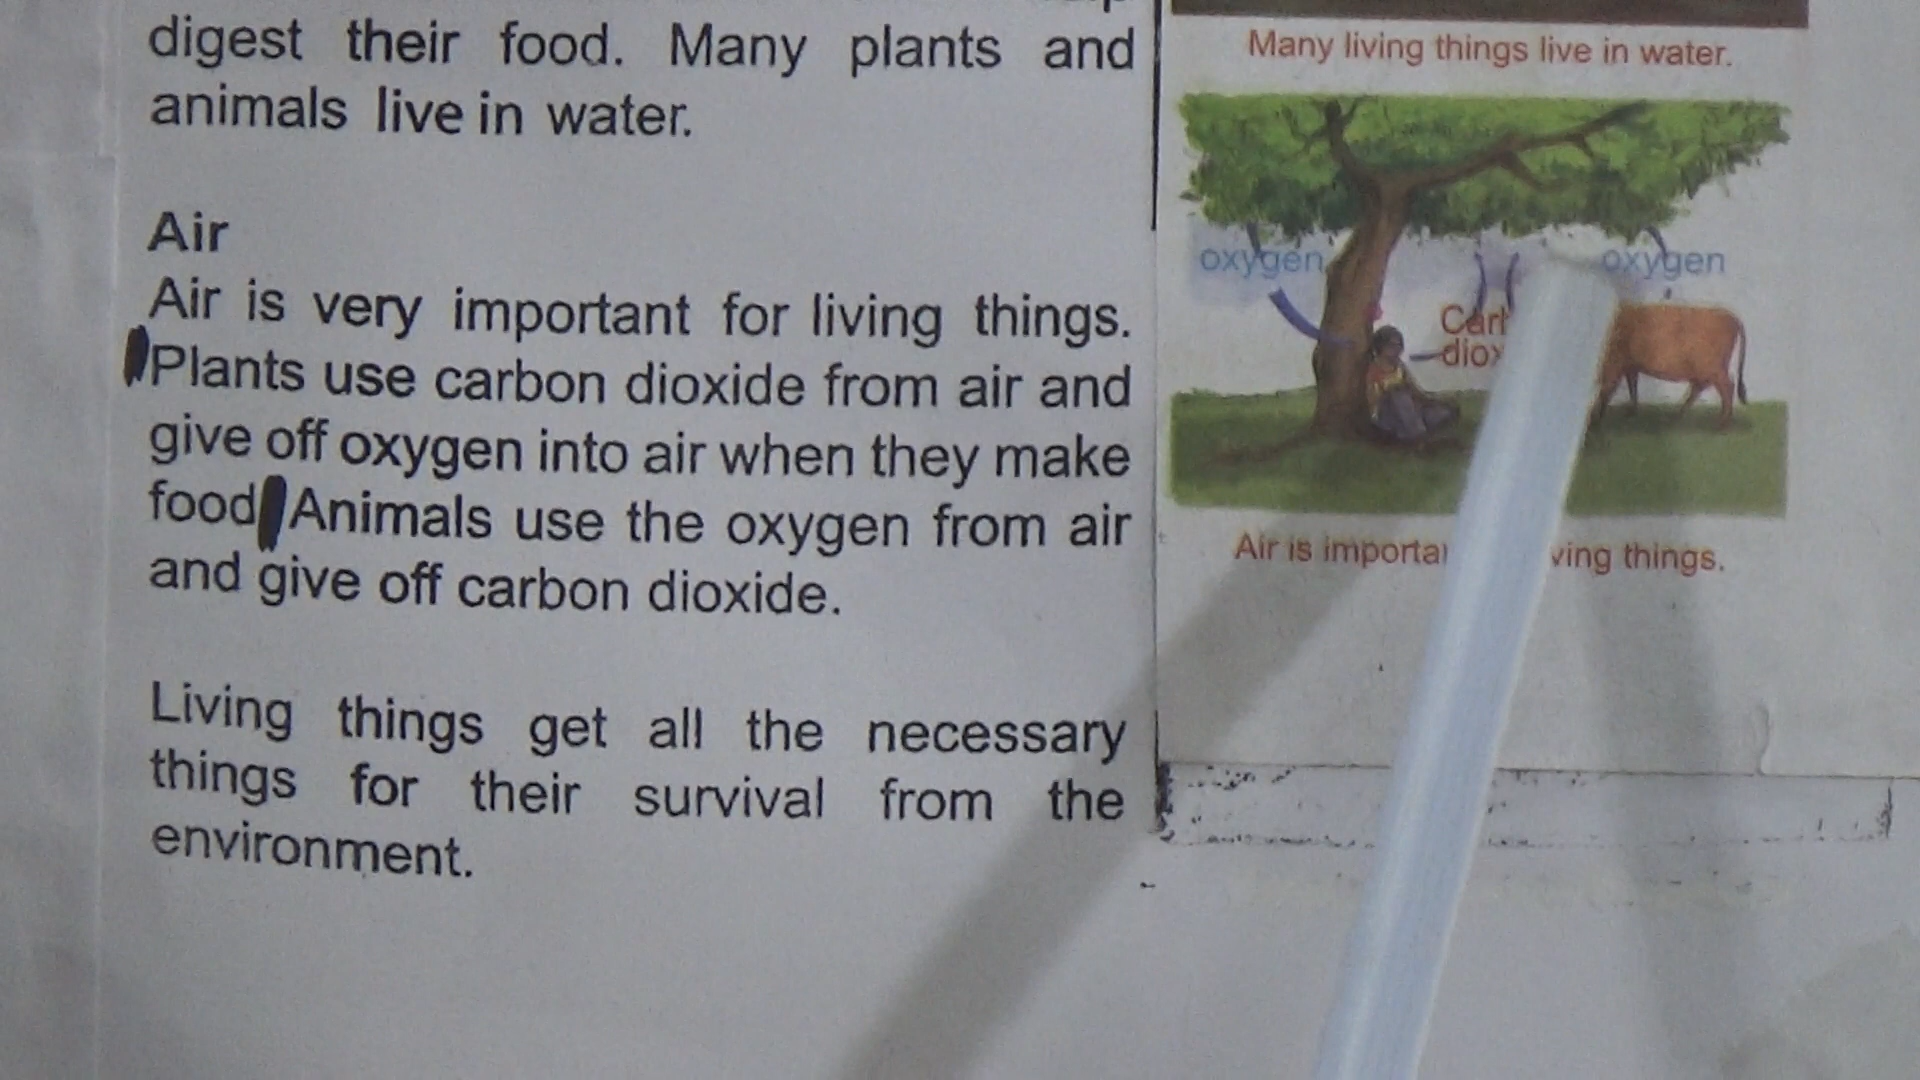 digest their food. Many plants and
animals live in water.
Air
Air is very important for living things.
Plants use carbon dioxide from air and
give off oxygen into air when they make
food Animals use the oxygen from air
and give off carbon dioxide.
Living things get all the necessary
things for their survival from the
environment.
Many living things live in water.
oxygen
oxygen
Air is ving things.